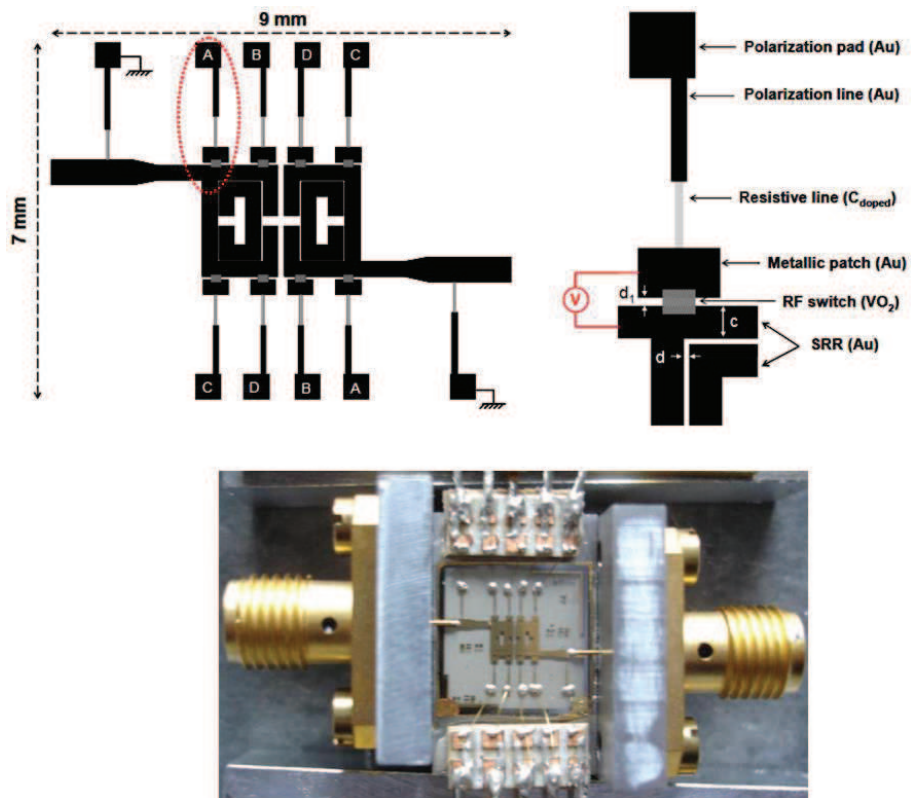 9 mm
7 mm
A B D C
C D B A
Polarization pad (Au)
Polarization line (Au)
Resistive line (Cdoped)
Metallic patch (Au)
RF switch (VO2)
SRR (Au)
V
d1
c
d